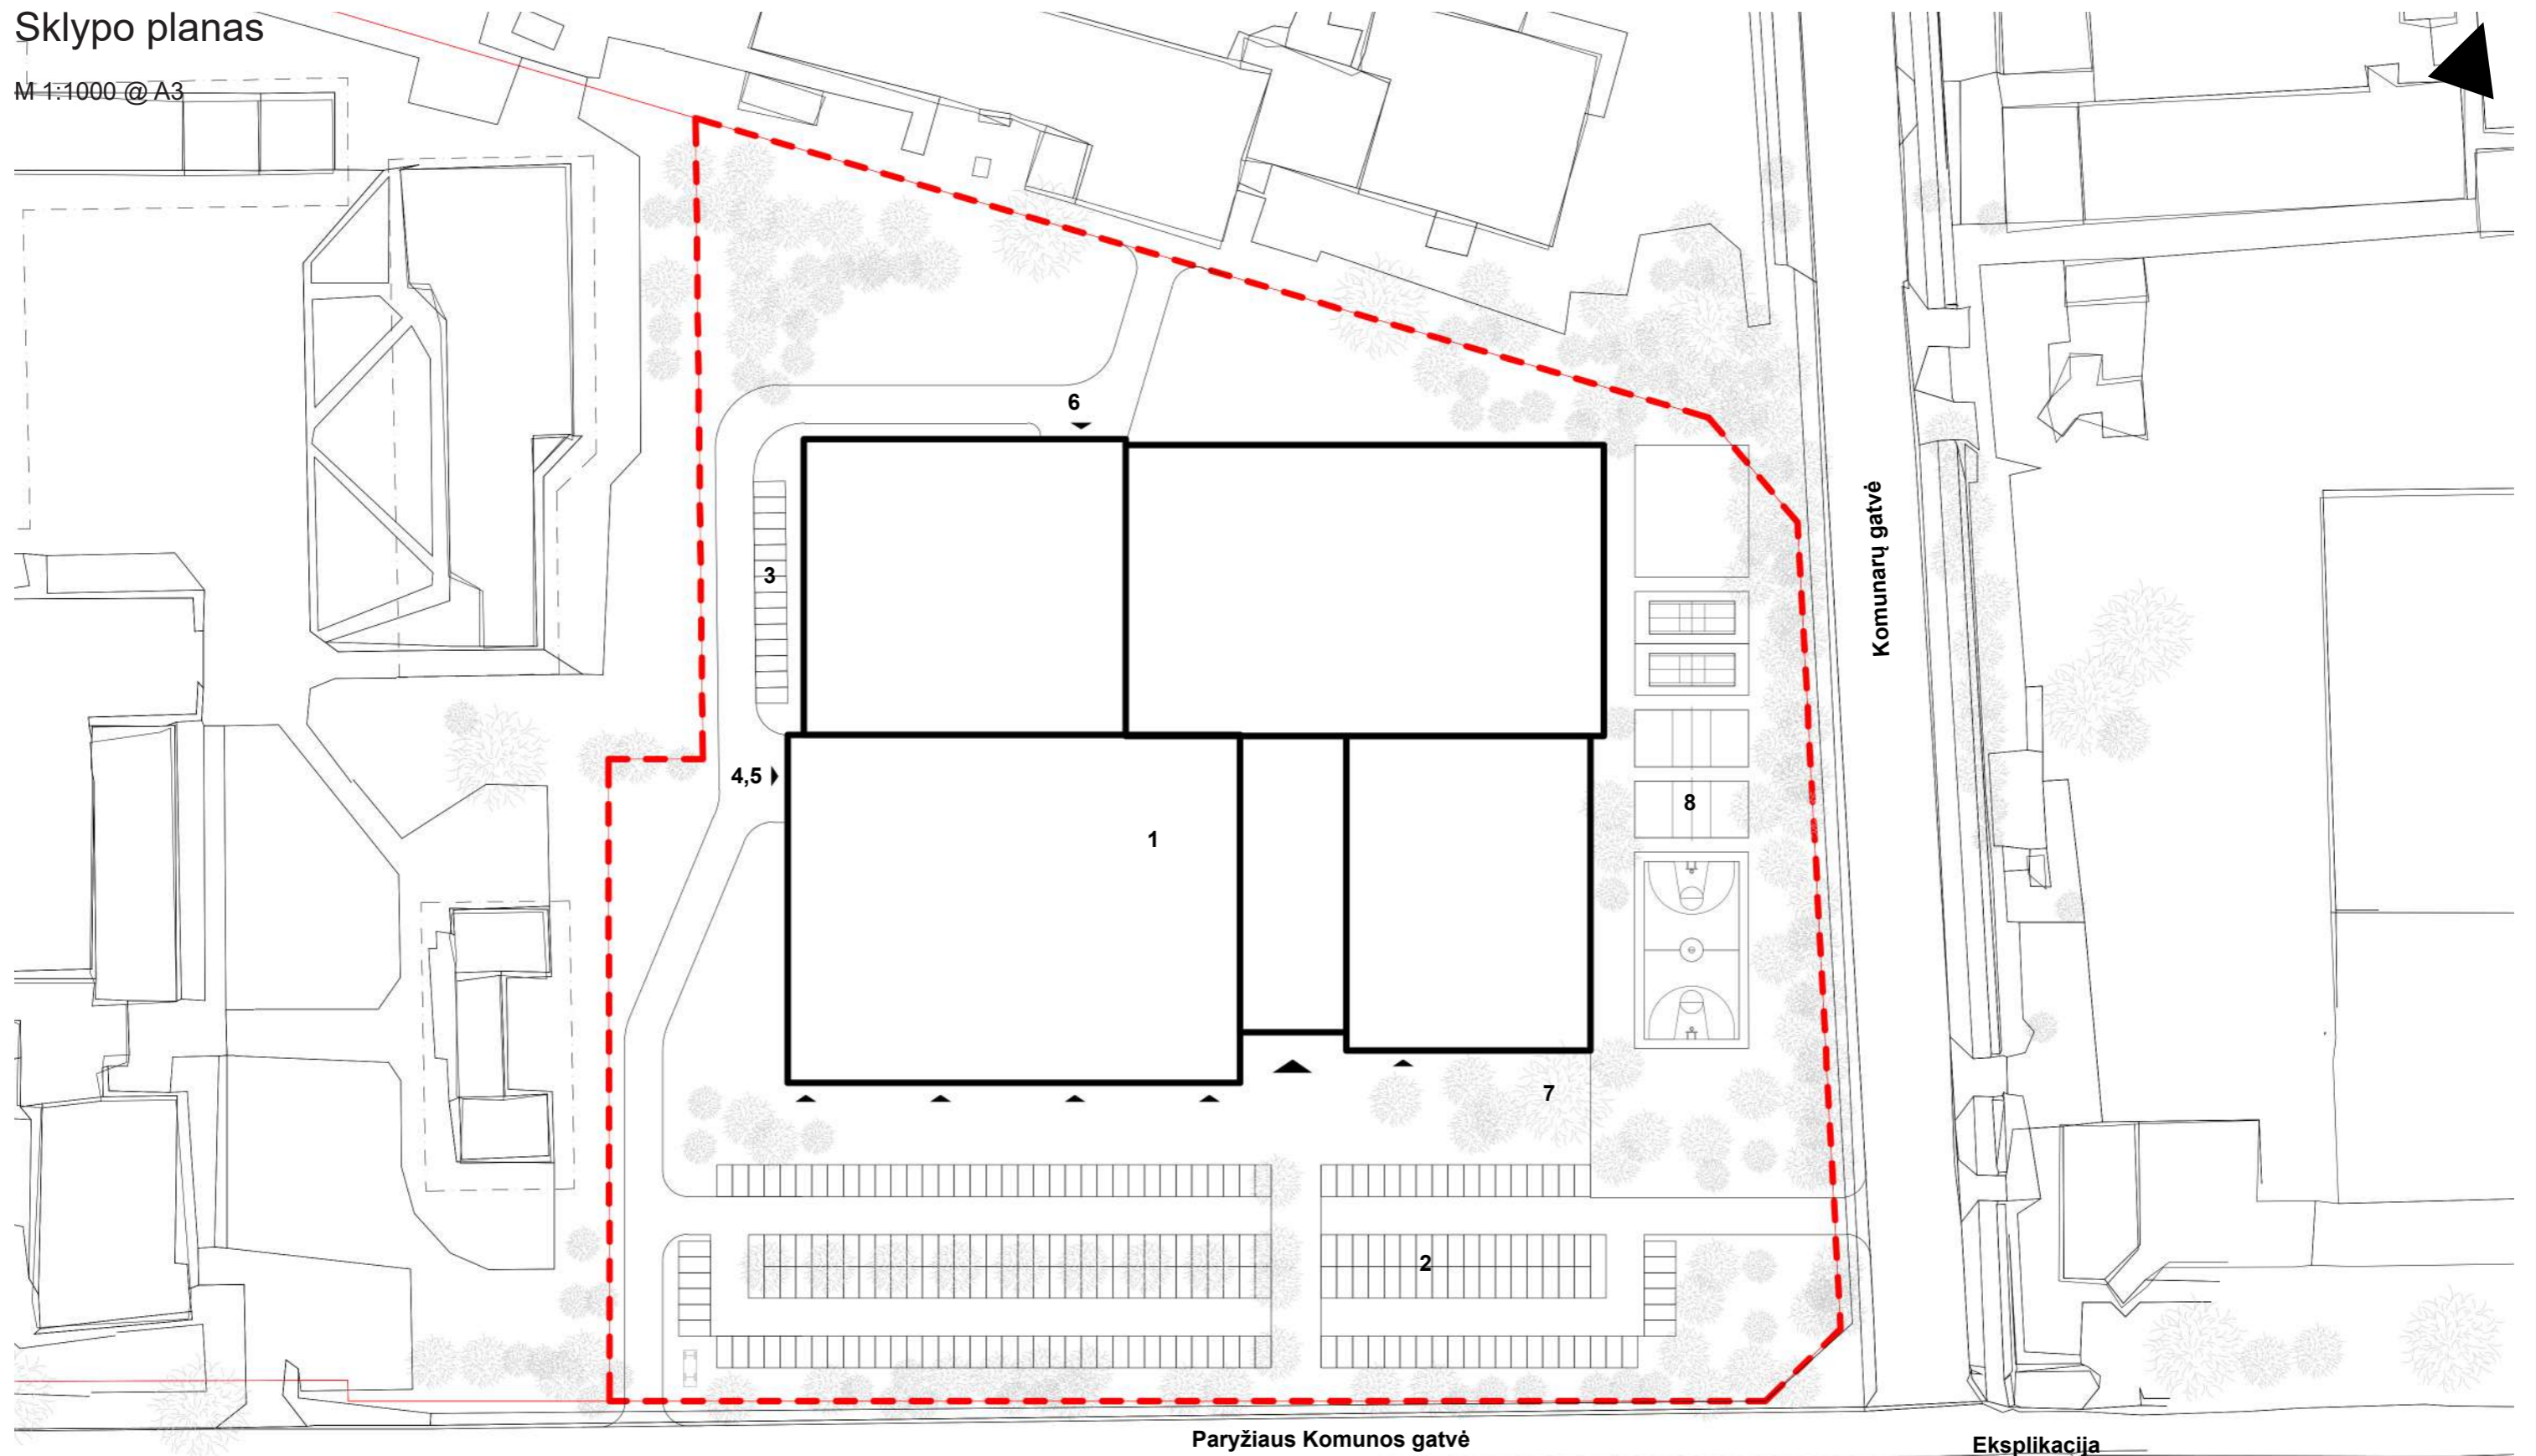 Sklypo planas
M 1:1000 @ A3
6
3
Komunarų gatvė
4,5
8
1
7
2
Paryžiaus Komunos gatvė
Eksplikacija